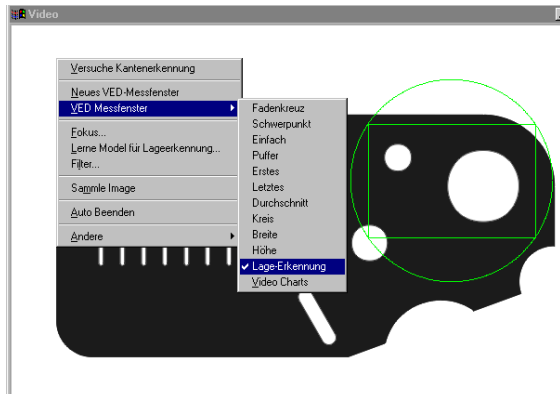 Video
Versuche Kantenerkennung
Neues VED-Messfenster
VED Messfenster
Fokus...
Lerne Model für Lageerkennung...
Filter...
Sammle Image
Auto Beenden
Andere
Fadenkreuz
Schwerpunkt
Einfach
Puffer
Erstes
Letztes
Durchschnitt
Kreis
Breite
Höhe
Lage-Erkennung
Video Charts